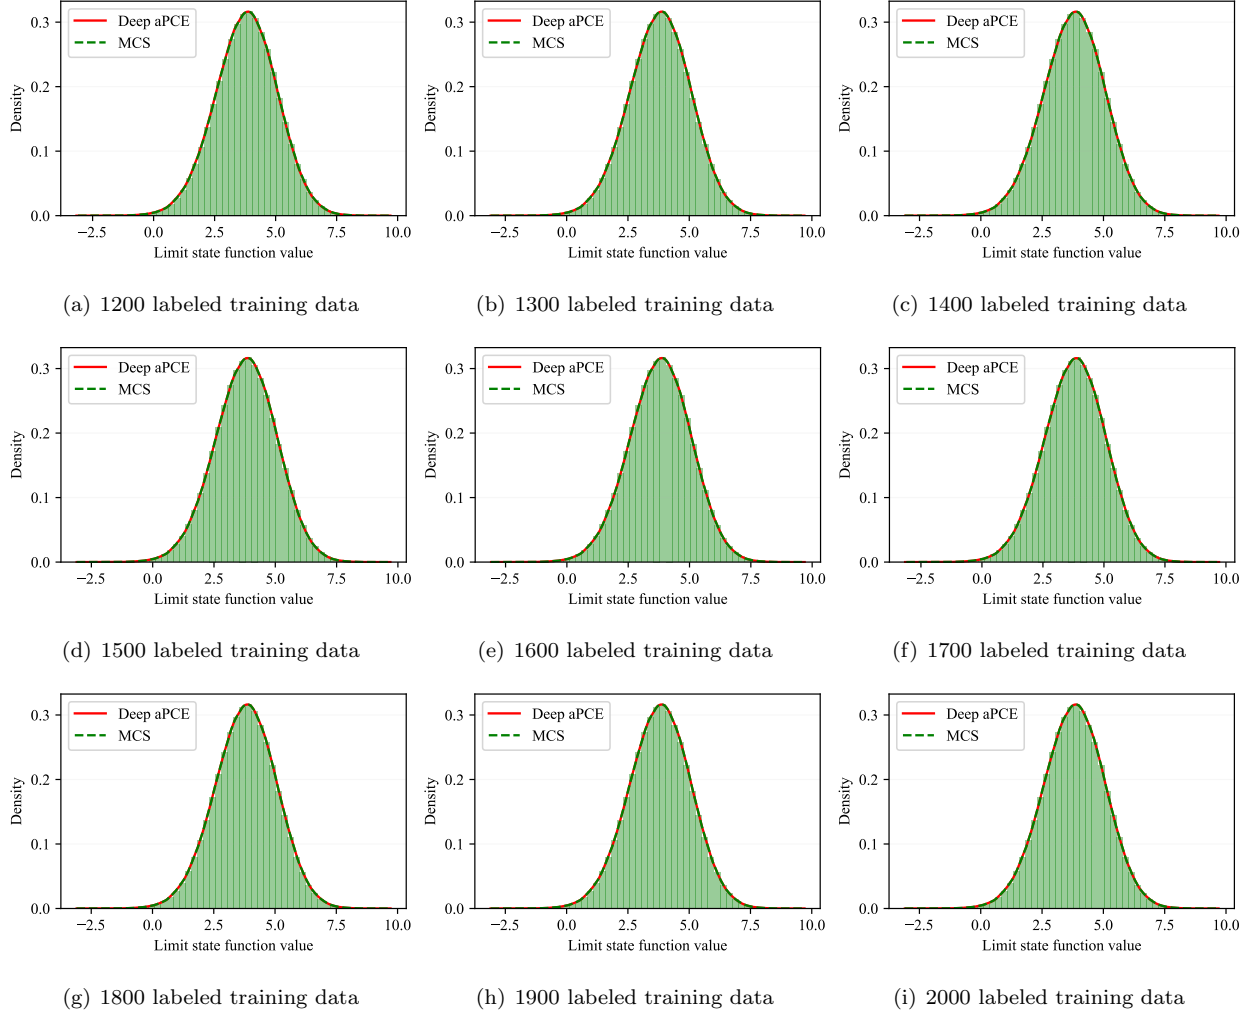 0.3
0.2
0.1
0.0
Density
Deep aPCE
MCS
−2.5 0.0 2.5 5.0 7.5 10.0
Limit state function value
(a) 1200 labeled training data
0.3
0.2
0.1
0.0
Density
Deep aPCE
MCS
−2.5 0.0 2.5 5.0 7.5 10.0
Limit state function value
(b) 1300 labeled training data
0.3
0.2
0.1
0.0
Density
Deep aPCE
MCS
−2.5 0.0 2.5 5.0 7.5 10.0
Limit state function value
(c) 1400 labeled training data
0.3
0.2
0.1
0.0
Density
Deep aPCE
MCS
−2.5 0.0 2.5 5.0 7.5 10.0
Limit state function value
(d) 1500 labeled training data
0.3
0.2
0.1
0.0
Density
Deep aPCE
MCS
−2.5 0.0 2.5 5.0 7.5 10.0
Limit state function value
(e) 1600 labeled training data
0.3
0.2
0.1
0.0
Density
Deep aPCE
MCS
−2.5 0.0 2.5 5.0 7.5 10.0
Limit state function value
(f) 1700 labeled training data
0.3
0.2
0.1
0.0
Density
Deep aPCE
MCS
−2.5 0.0 2.5 5.0 7.5 10.0
Limit state function value
(g) 1800 labeled training data
0.3
0.2
0.1
0.0
Density
Deep aPCE
MCS
−2.5 0.0 2.5 5.0 7.5 10.0
Limit state function value
(h) 1900 labeled training data
0.3
0.2
0.1
0.0
Density
Deep aPCE
MCS
−2.5 0.0 2.5 5.0 7.5 10.0
Limit state function value
(i) 2000 labeled training data